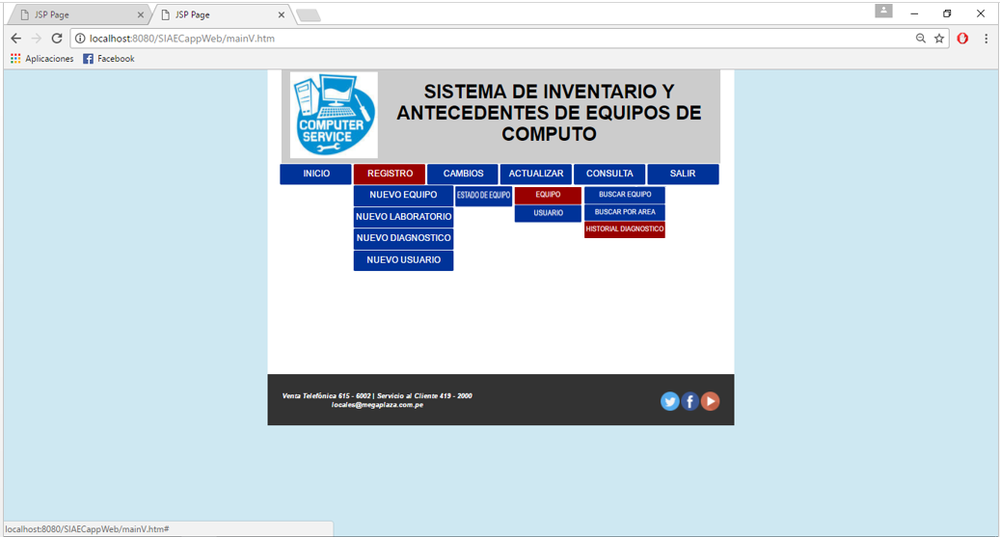 JSP Page
JSP Page
localhost:8080/SIAECappWeb/mainV.htm
Aplicaciones
Facebook
COMPUTER
SERVICE
SISTEMA DE INVENTARIO Y
ANTECEDENTES DE EQUIPOS DE
COMPUTO
INICIO
REGISTRO
CAMBIOS
ACTUALIZAR
CONSULTA
SALIR
NUEVO EQUIPO
NUEVO LABORATORIO
NUEVO DIAGNOSTICO
NUEVO USUARIO
ESTADO DE EQUIPO
EQUIPO
USUARIO
BUSCAR EQUIPO
BUSCAR POR AREA
HISTORIAL DIAGNOSTICO
Venta Telefónica 615 - 6002 | Servicio al Cliente 419 - 2000
locales@megaplaza.com.pe
localhost:8080/SIAECappWeb/mainV.htm#